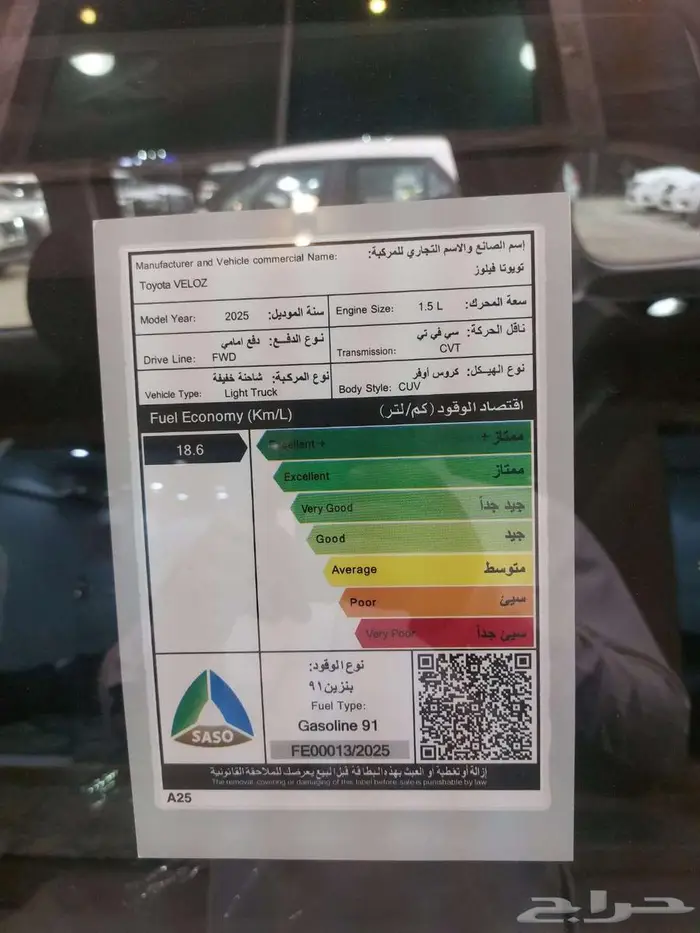 إسم الصانع والاسم التجاري للمركبة:
Manufacturer and Vehicle commercial Name:
تويوتا فيلوز
Toyota VELOZ
سنة الموديل:
Model Year: 2025
سعة المحرك:
Engine Size: 1.5 L
نوع الدفع: دفع امامي
Drive Line: FWD
ناقل الحركة: سي في تي
Transmission: CVT
نوع المركبة: شاحنة خفيفة
Vehicle Type: Light Truck
نوع الهيكل: كروس أوفر
Body Style: CUV
Fuel Economy (Km/L) اقتصاد الوقود (كم/لتر)
18.6
Excellent + ممتاز +
Excellent ممتاز
Very Good جيد جداً
Good جيد
Average متوسط
Poor سيئ
Very Poor سيئ جداً
نوع الوقود:
بنزين ٩١
Fuel Type:
Gasoline 91
FE00013/2025
SASO
إزالة أو تغطية أو العبث بهذه البطاقة قبل البيع يعرضك للملاحقة القانونية
The removal, covering or damaging of this label before sale is punishable by law
A25
حراج